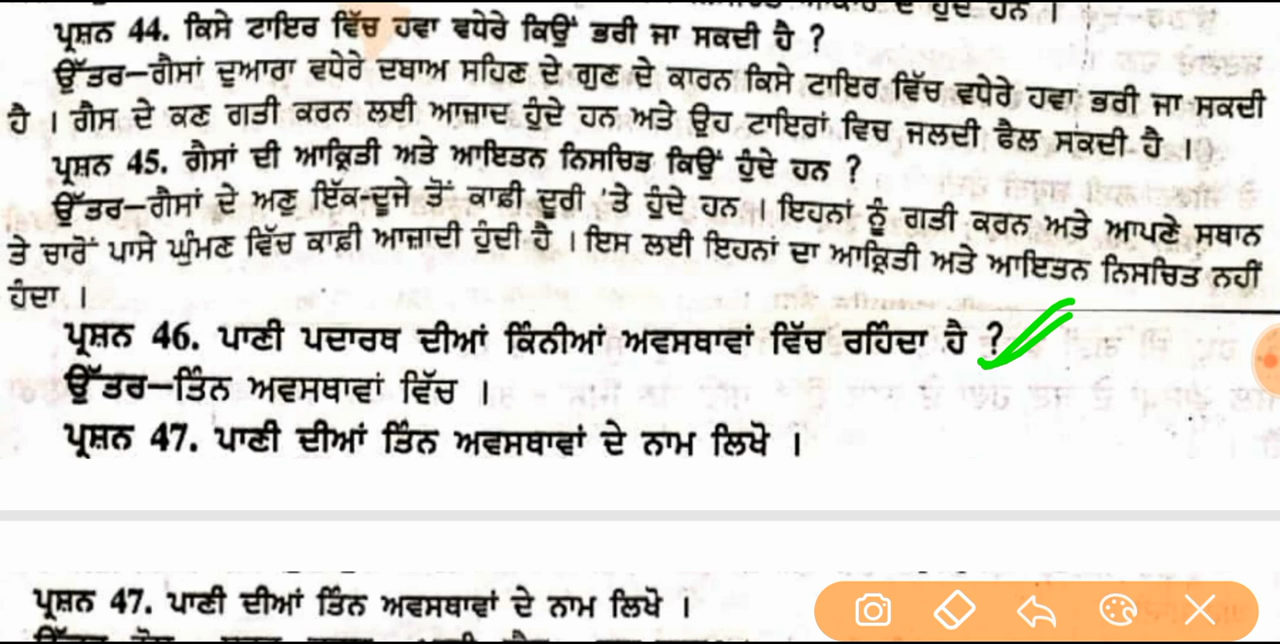 ਹੁੰਦੇ ਹਨ ।
ਪ੍ਰਸ਼ਨ 44. ਕਿਸੇ ਟਾਇਰ ਵਿੱਚ ਹਵਾ ਵਧੇਰੇ ਕਿਉਂ ਭਰੀ ਜਾ ਸਕਦੀ ਹੈ ?
ਉੱਤਰ—ਗੈਸਾਂ ਦੁਆਰਾ ਵਧੇਰੇ ਦਬਾਅ ਸਹਿਣ ਦੇ ਗੁਣ ਦੇ ਕਾਰਨ ਕਿਸੇ ਟਾਇਰ ਵਿੱਚ ਵਧੇਰੇ ਹਵਾ ਭਰੀ ਜਾ ਸਕਦੀ
ਹੈ । ਗੈਸ ਦੇ ਕਣ ਗਤੀ ਕਰਨ ਲਈ ਆਜ਼ਾਦ ਹੁੰਦੇ ਹਨ ਅਤੇ ਉਹ ਟਾਇਰਾਂ ਵਿਚ ਜਲਦੀ ਫੈਲ ਸਕਦੀ ਹੈ ।
ਪ੍ਰਸ਼ਨ 45. ਗੈਸਾਂ ਦੀ ਆਕ੍ਰਿਤੀ ਅਤੇ ਆਇਤਨ ਨਿਸਚਿਤ ਕਿਉਂ ਹੁੰਦੇ ਹਨ ?
ਉੱਤਰ—ਗੈਸਾਂ ਦੇ ਅਣੂ ਇੱਕ-ਦੂਜੇ ਤੋਂ ਕਾਫ਼ੀ ਦੂਰੀ 'ਤੇ ਹੁੰਦੇ ਹਨ । ਇਹਨਾਂ ਨੂੰ ਗਤੀ ਕਰਨ ਅਤੇ ਆਪਣੇ ਸਥਾਨ
ਤੇ ਚਾਰੋਂ ਪਾਸੇ ਘੁੰਮਣ ਵਿੱਚ ਕਾਫ਼ੀ ਆਜ਼ਾਦੀ ਹੁੰਦੀ ਹੈ । ਇਸ ਲਈ ਇਹਨਾਂ ਦਾ ਆਕ੍ਰਿਤੀ ਅਤੇ ਆਇਤਨ ਨਿਸਚਿਤ ਨਹੀਂ
ਹੁੰਦਾ ।
ਪ੍ਰਸ਼ਨ 46. ਪਾਣੀ ਪਦਾਰਥ ਦੀਆਂ ਕਿੰਨੀਆਂ ਅਵਸਥਾਵਾਂ ਵਿੱਚ ਰਹਿੰਦਾ ਹੈ ?
ਉੱਤਰ—ਤਿੰਨ ਅਵਸਥਾਵਾਂ ਵਿੱਚ ।
ਪ੍ਰਸ਼ਨ 47. ਪਾਣੀ ਦੀਆਂ ਤਿੰਨ ਅਵਸਥਾਵਾਂ ਦੇ ਨਾਮ ਲਿਖੋ ।
ਪ੍ਰਸ਼ਨ 47. ਪਾਣੀ ਦੀਆਂ ਤਿੰਨ ਅਵਸਥਾਵਾਂ ਦੇ ਨਾਮ ਲਿਖੋ ।